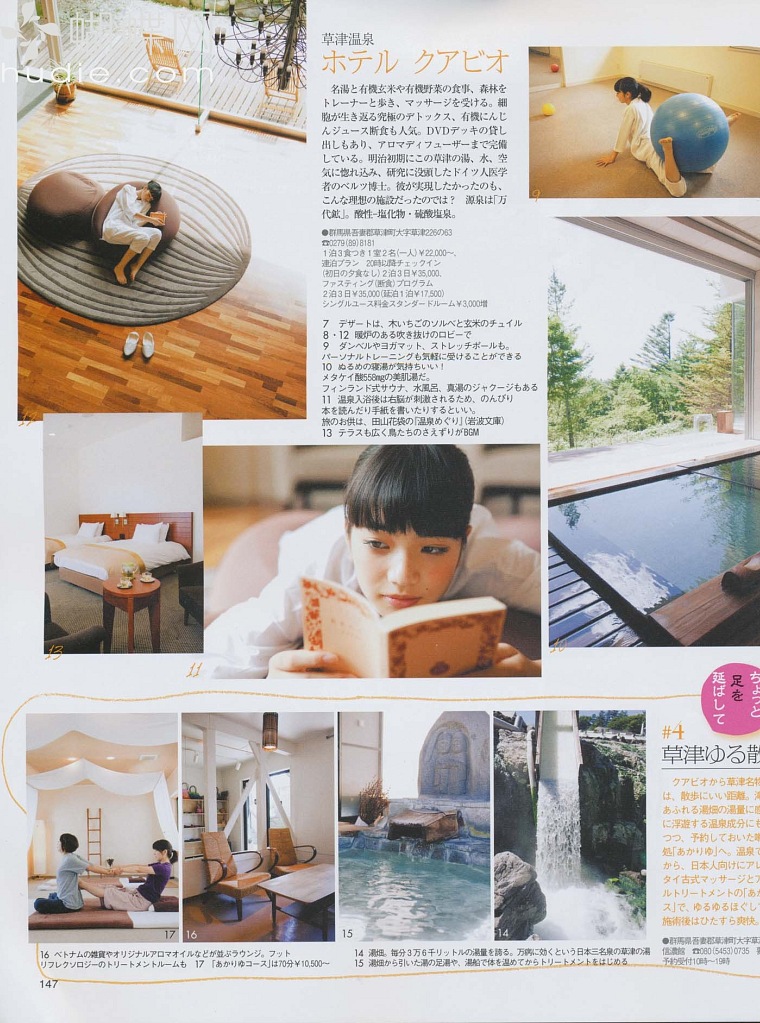 hudie.com
草津温泉
ホテル クアビオ
名湯と有機玄米や有機野菜の食事、森林を
トレーナーと歩き、マッサージを受ける。細
胞が生き返る究極のデトックス、有機にんじ
んジュース断食も人気。DVDデッキの貸し
出しもあり、アロマディフューザーまで完備
している。明治初期にこの草津の湯、水、空
気に惚れ込み、研究に没頭したドイツ人医学
者のベルツ博士。彼が実現したかったのも、
こんな理想の施設だったのでは？　源泉は「万
代鉱」。酸性-塩化物・硫酸塩泉。
●群馬県吾妻郡草津町大字草津226の63
☎0279(89)8181
1泊3食つき1室2名(一人)￥22,000〜、
連泊プラン　20時以降チェックイン
(初日の夕食なし)2泊3日￥35,000、
ファスティング(断食)プログラム
2泊3日￥35,000(延泊1泊￥17,500)
シングルユース料金スタンダードルーム￥3,000増
7　デザートは、木いちごのソルベと玄米のチュイル
8・12　暖炉のある吹き抜けのロビーで
9　ダンベルやヨガマット、ストレッチポールも。
パーソナルトレーニングも気軽に受けることができる
10　ぬるめの寝湯が気持ちいい！
メタケイ酸558mgの美肌湯だ。
フィンランド式サウナ、水風呂、真湯のジャクージもある
11　温泉入浴後は右脳が刺激されるため、のんびり
本を読んだり手紙を書いたりするといい。
旅のお供は、田山花袋の『温泉めぐり』(岩波文庫)
13　テラスも広く鳥たちのさえずりがBGM
9
12
13
11
10
ちょっと
足を
延ばして
#4
草津ゆる散
クアビオから草津名物
は、散歩にいい距離。滝
あふれる湯畑の湯量に感
に浮遊する温泉成分にも
つつ、予約しておいた
処「あかりゆ」へ。温泉で
から、日本人向けにアレ
タイ古式マッサージとア
ルトリートメントの「あか
ス」で、ゆるゆるほぐして
施術後はひたすら爽快。
●群馬県吾妻郡草津町大字草
信濃館　☎080(5453)0735
予約受付10時〜19時
17
16
15
14
16　ベトナムの雑貨やオリジナルアロマオイルなどが並ぶラウンジ。フット
リフレクソロジーのトリートメントルームも　17　「あかりゆコース」は70分￥10,500〜
14　湯畑。毎分3万6千リットルの湯量を誇る。万病に効くという日本三名泉の草津の湯
15　湯畑から引いた湯の足湯や、湯船で体を温めてからトリートメントをはじめる
147